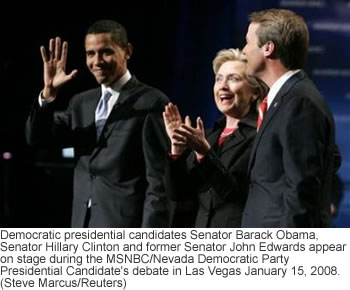 Democratic presidential candidates Senator Barack Obama,
Senator Hillary Clinton and former Senator John Edwards appear
on stage during the MSNBC/Nevada Democratic Party
Presidential Candidate's debate in Las Vegas January 15, 2008.
(Steve Marcus/Reuters)